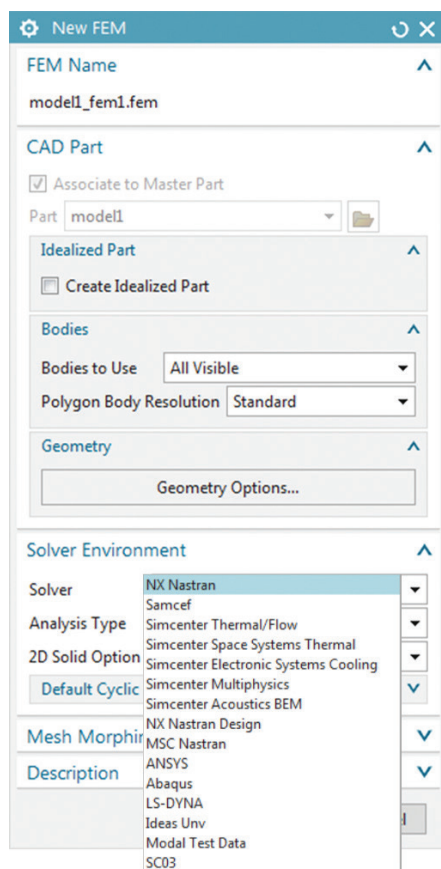 New FEM
FEM Name
model1_fem1.fem
CAD Part
Associate to Master Part
Part model1
Idealized Part
Create Idealized Part
Bodies
Bodies to Use All Visible
Polygon Body Resolution Standard
Geometry
Geometry Options...
Solver Environment
Solver
Analysis Type
2D Solid Option
Default Cyclic
Mesh Morphin
Description
NX Nastran
Samcef
Simcenter Thermal/Flow
Simcenter Space Systems Thermal
Simcenter Electronic Systems Cooling
Simcenter Multiphysics
Simcenter Acoustics BEM
NX Nastran Design
MSC Nastran
ANSYS
Abaqus
LS-DYNA
Ideas Unv
Modal Test Data
SC03